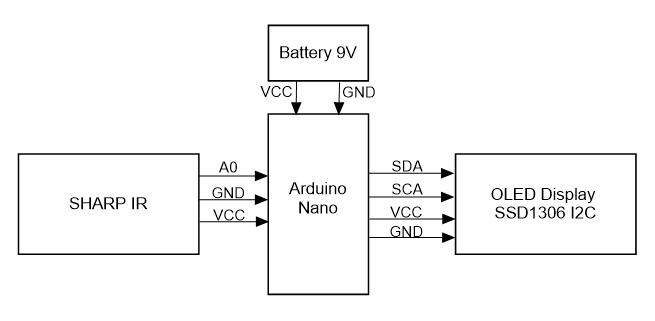 Battery 9V
VCC
GND
SHARP IR
A0
GND
VCC
Arduino
Nano
SDA
SCA
VCC
GND
OLED Display
SSD1306 I2C